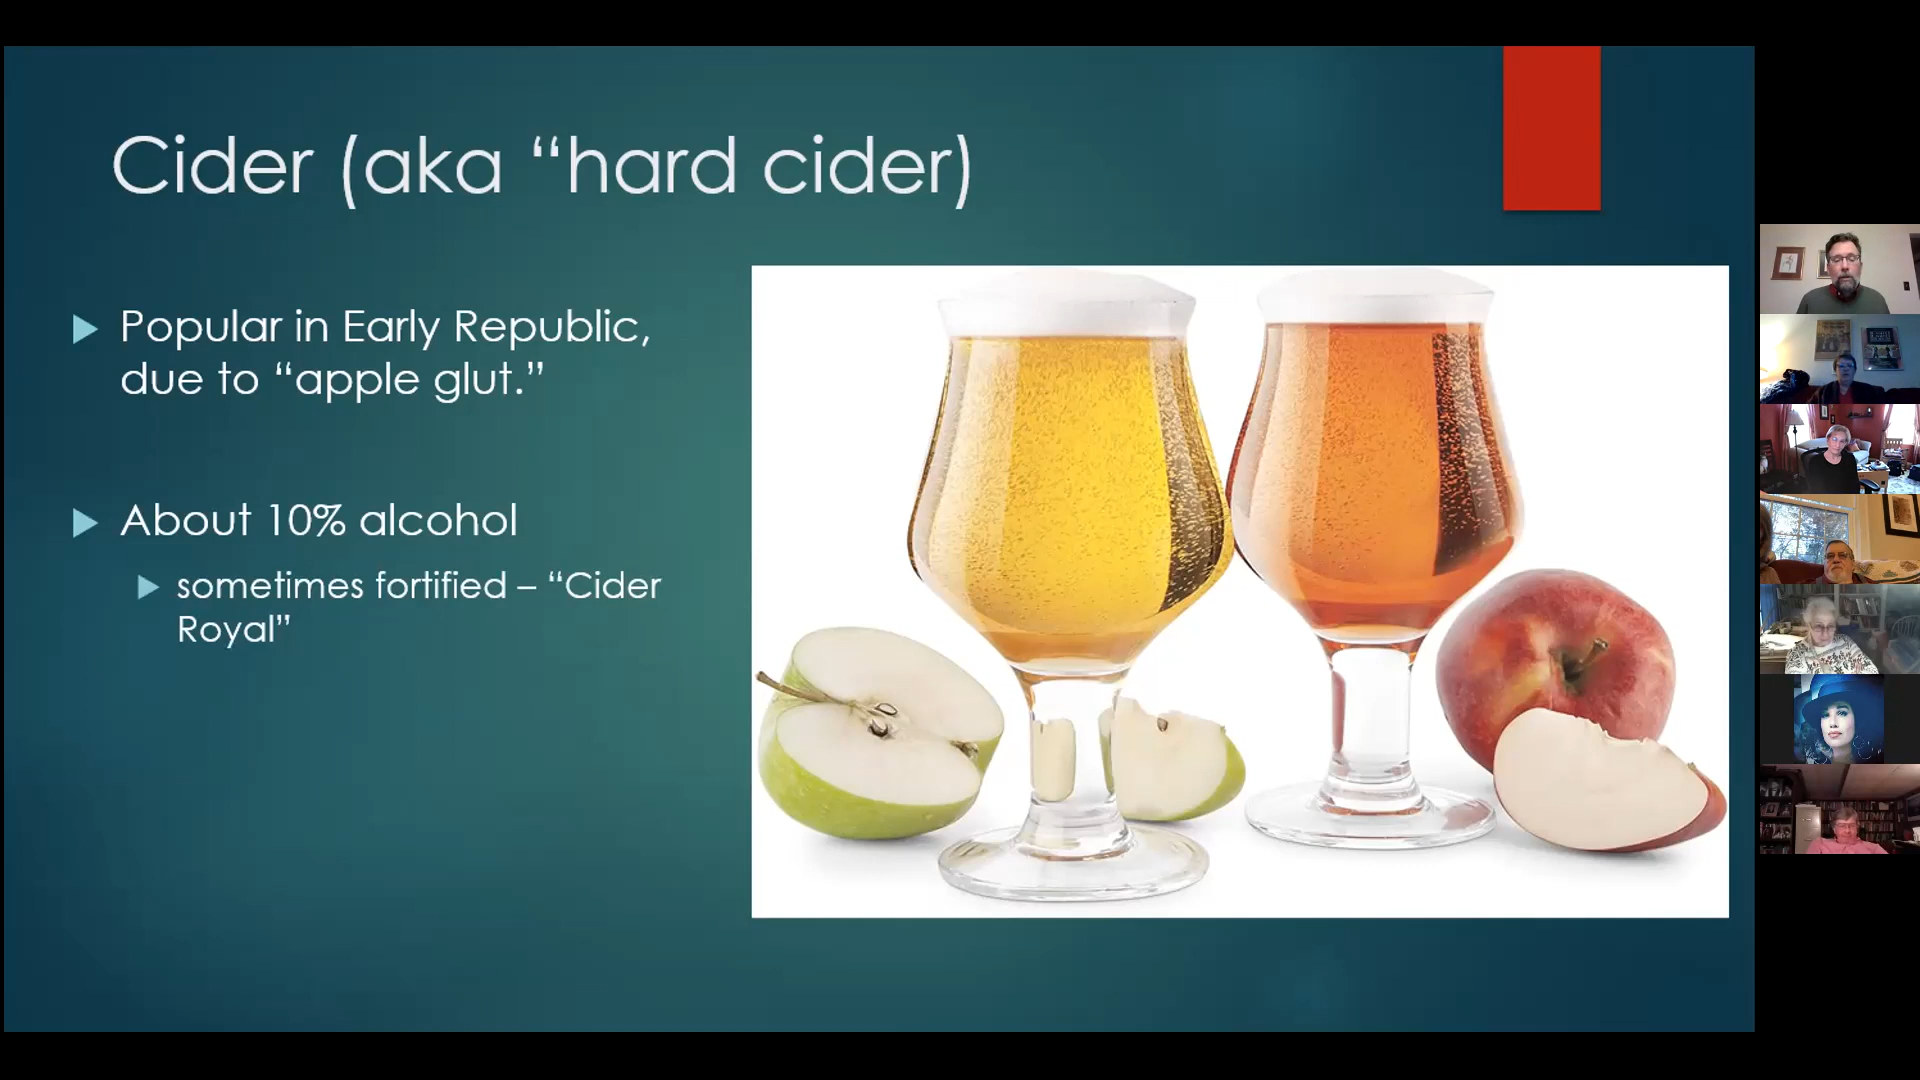 Cider (aka “hard cider)
Popular in Early Republic,
due to “apple glut.”
About 10% alcohol
sometimes fortified – “Cider
Royal”